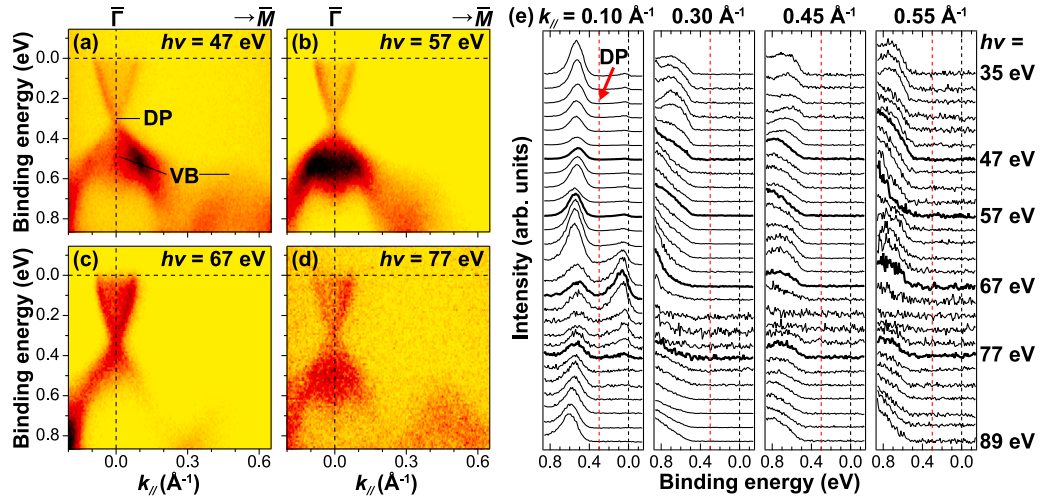 Γ̅ →M̅ Γ̅ →M̅ (e) k// = 0.10 Å-1 0.30 Å-1 0.45 Å-1 0.55 Å-1
(a) hν = 47 eV
(b) hν = 57 eV
DP
VB
(c) hν = 67 eV
(d) hν = 77 eV
Binding energy (eV)
0.0
0.2
0.4
0.6
0.8
Binding energy (eV)
0.0
0.2
0.4
0.6
0.8
0.0 0.6 0.0 0.6
k// (Å-1) k// (Å-1)
DP
Intensity (arb. units)
hν =
35 eV
47 eV
57 eV
67 eV
77 eV
89 eV
0.8 0.4 0.0 0.8 0.4 0.0 0.8 0.4 0.0 0.8 0.4 0.0
Binding energy (eV)